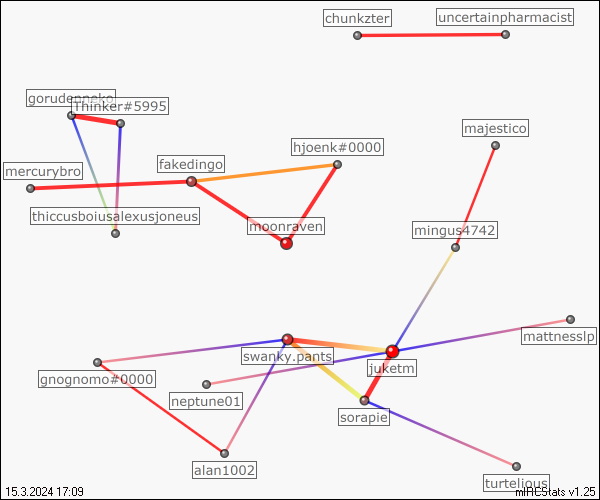 chunkzter
uncertainpharmacist
gorudenneko
Thinker#5995
majestico
hjoenk#0000
mercurybro
fakedingo
thiccusboiusalexusjoneus
moonraven
mingus4742
mattnesslp
swanky.pants
juketm
gnognomo#0000
neptune01
sorapie
alan1002
turtelious
15.3.2024 17:09
mIRCStats v1.25